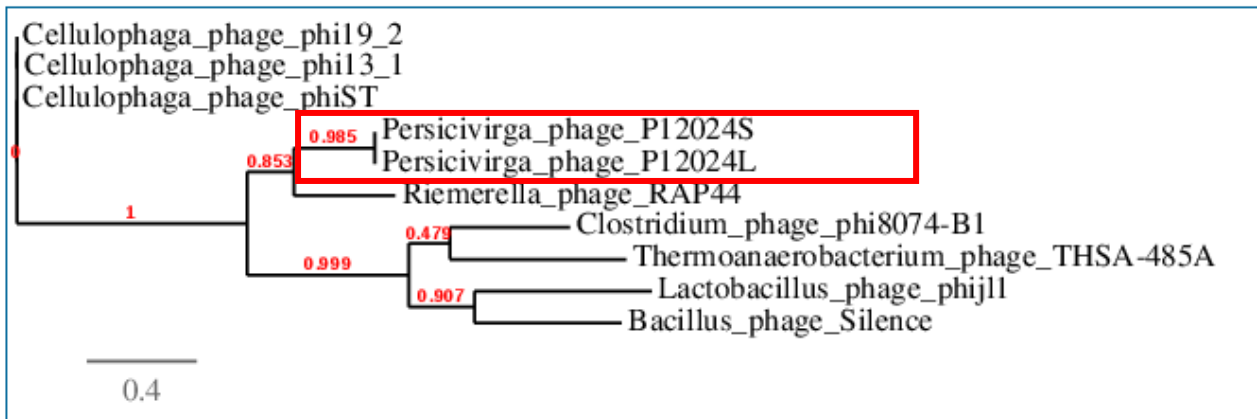 Cellulophaga_phage_phi19_2
Cellulophaga_phage_phi13_1
Cellulophaga_phage_phiST
0.985 Persicivirga_phage_P12024S
0 0.853 Persicivirga_phage_P12024L
Riemerella_phage_RAP44
1
Clostridium_phage_phi8074-B1
0.479
Thermoanaerobacterium_phage_THSA-485A
0.999
Lactobacillus_phage_phijl1
0.907
Bacillus_phage_Silence
0.4